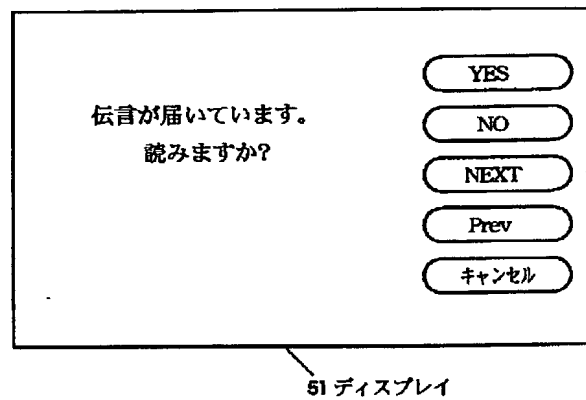 伝言が届いています。
読みますか?
YES
NO
NEXT
Prev
キャンセル
51 ディスプレイ